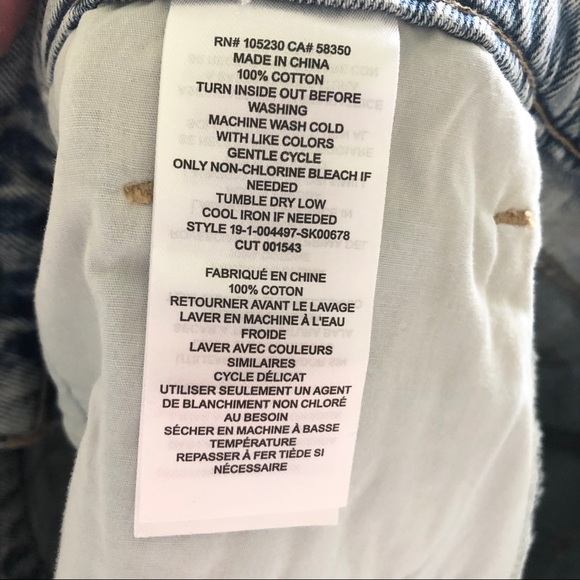 RN# 105230 CA# 58350
MADE IN CHINA
100% COTTON
TURN INSIDE OUT BEFORE
WASHING
MACHINE WASH COLD
WITH LIKE COLORS
GENTLE CYCLE
ONLY NON-CHLORINE BLEACH IF
NEEDED
TUMBLE DRY LOW
COOL IRON IF NEEDED
STYLE 19-1-004497-SK00678
CUT 001543
FABRIQUÉ EN CHINE
100% COTON
RETOURNER AVANT LE LAVAGE
LAVER EN MACHINE À L'EAU
FROIDE
LAVER AVEC COULEURS
SIMILAIRES
CYCLE DÉLICAT
UTILISER SEULEMENT UN AGENT
DE BLANCHIMENT NON CHLORÉ
AU BESOIN
SÉCHER EN MACHINE À BASSE
TEMPÉRATURE
REPASSER À FER TIÈDE SI
NÉCESSAIRE